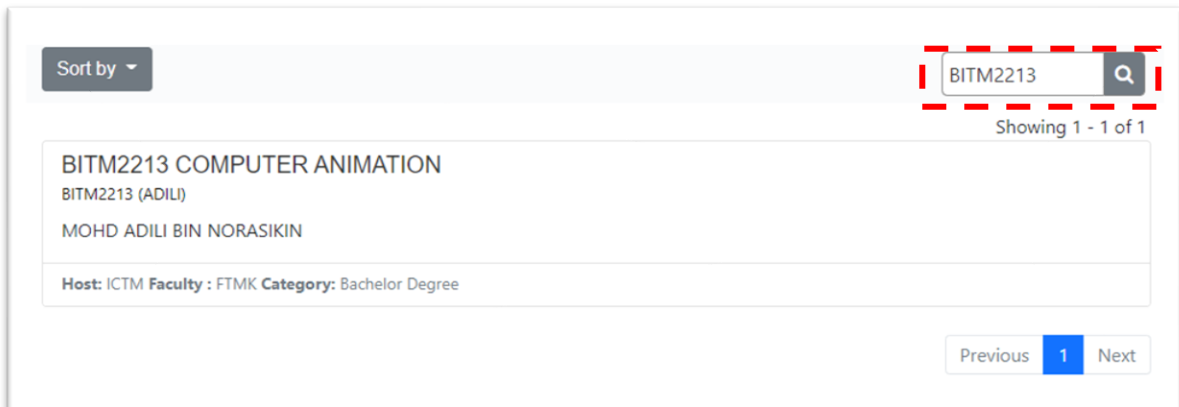 Sort by
BITM2213
Showing 1 - 1 of 1
BITM2213 COMPUTER ANIMATION
BITM2213 (ADILI)
MOHD ADILI BIN NORASIKIN
Host: ICTM Faculty : FTMK Category: Bachelor Degree
Previous 1 Next